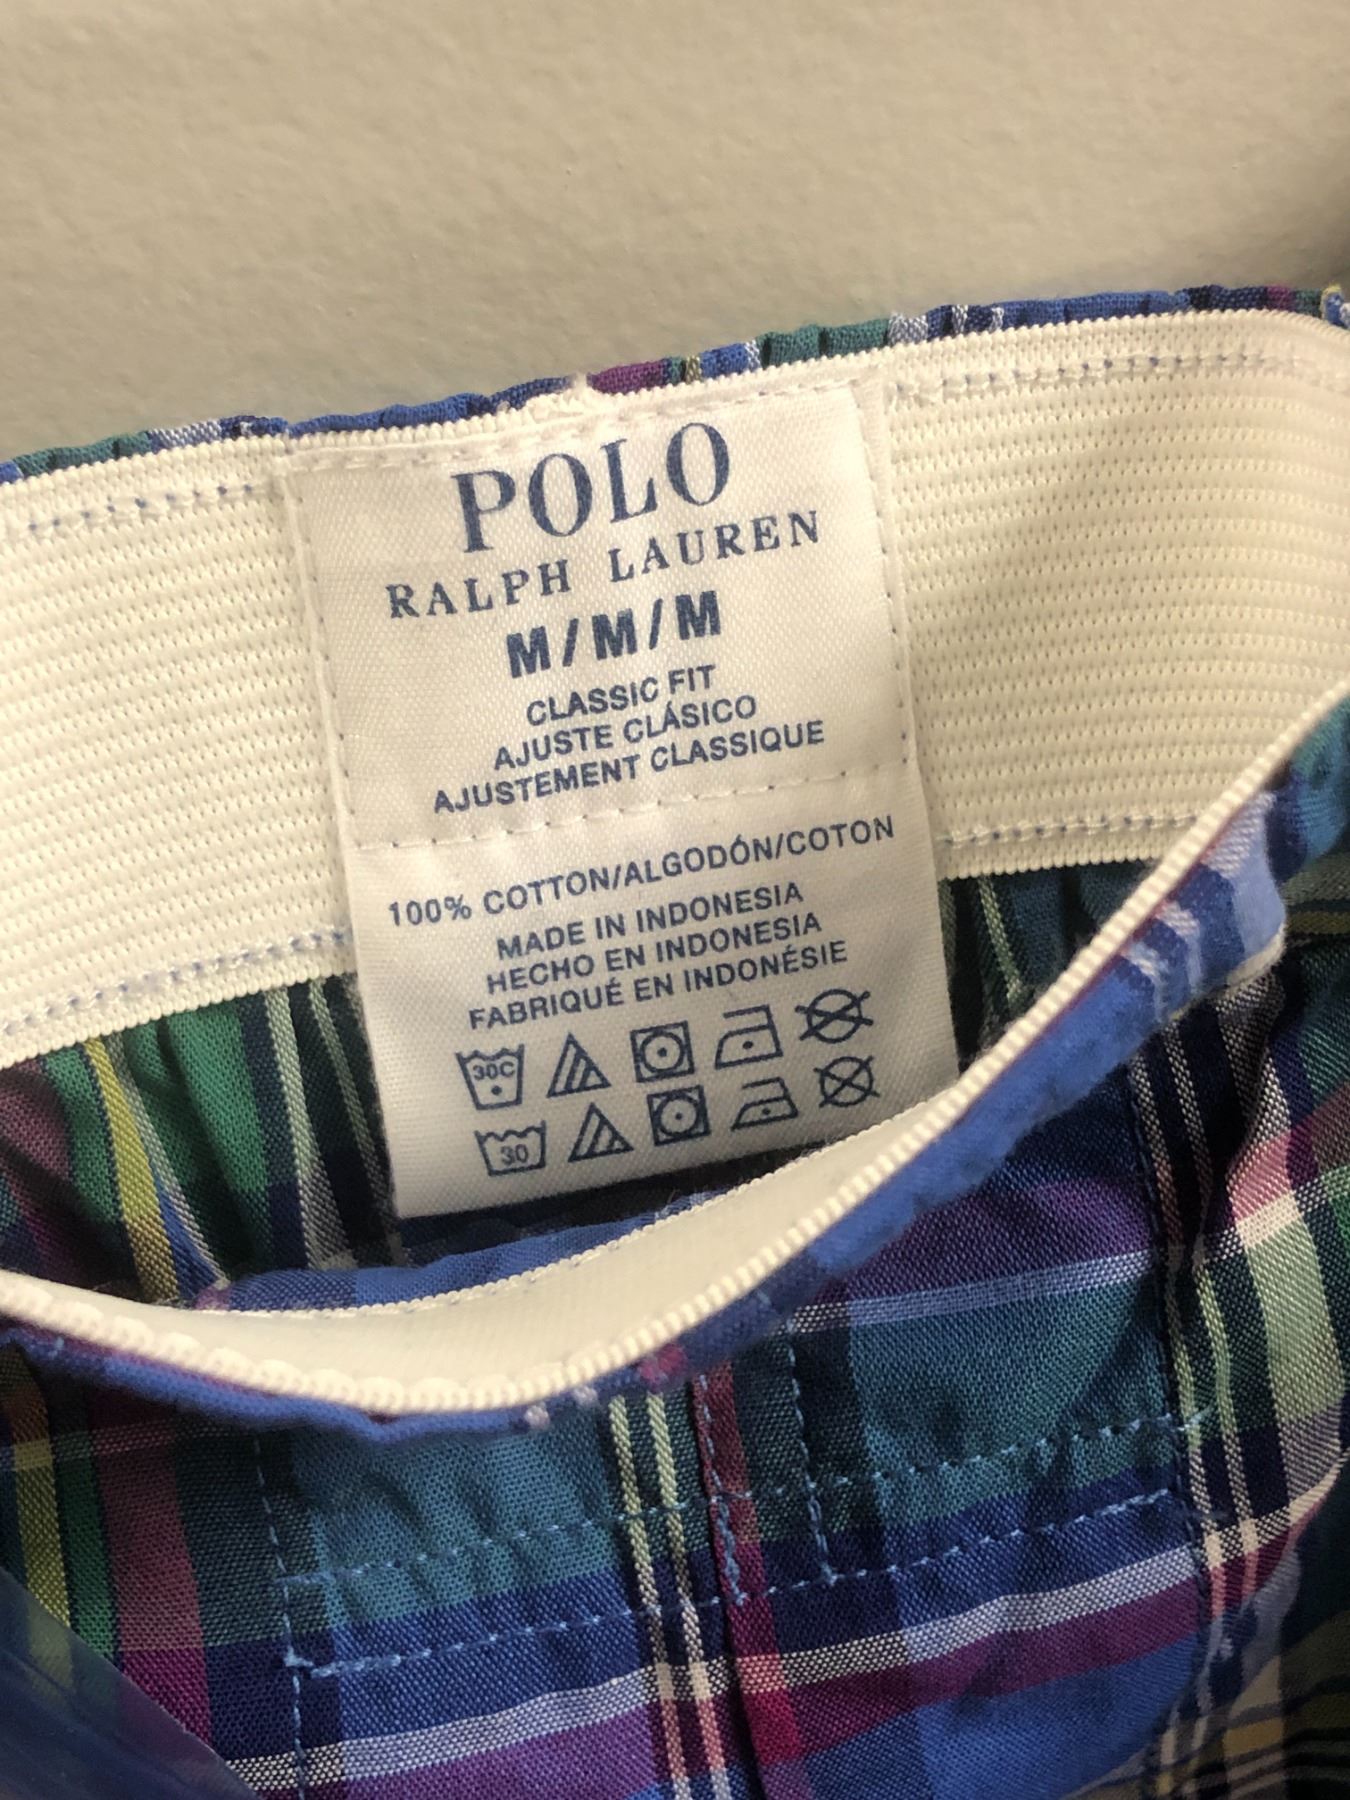 POLO
RALPH LAUREN
M/M/M
CLASSIC FIT
AJUSTE CLÁSICO
AJUSTEMENT CLASSIQUE
100% COTTON/ALGODÓN/COTON
MADE IN INDONESIA
HECHO EN INDONESIA
FABRIQUÉ EN INDONÉSIE
30C
30